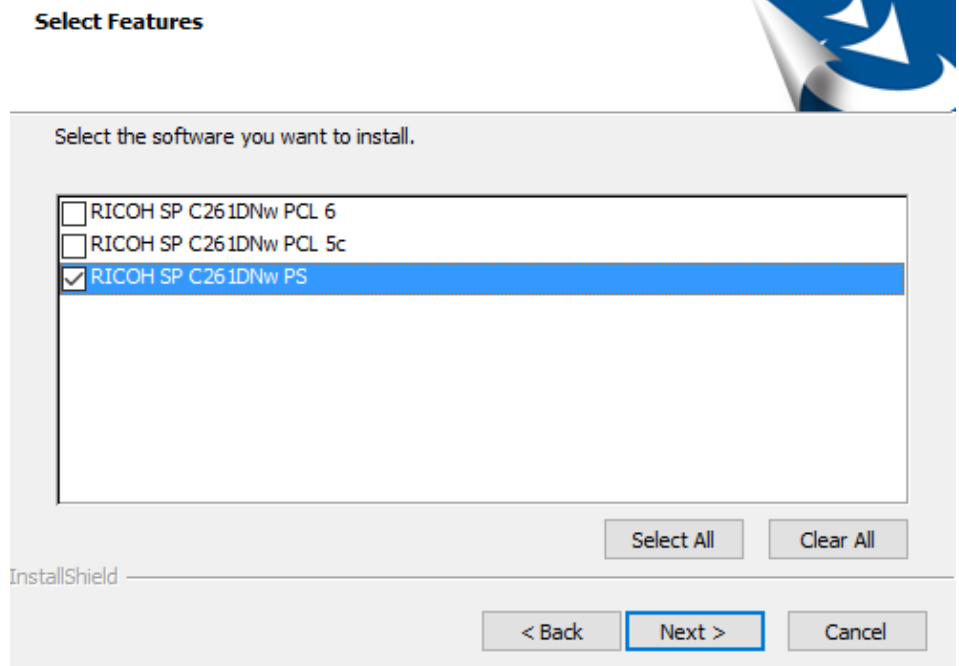 Select Features
Select the software you want to install.
RICOH SP C261DNw PCL 6
RICOH SP C261DNw PCL 5c
RICOH SP C261DNw PS
Select All
Clear All
InstallShield
< Back
Next >
Cancel